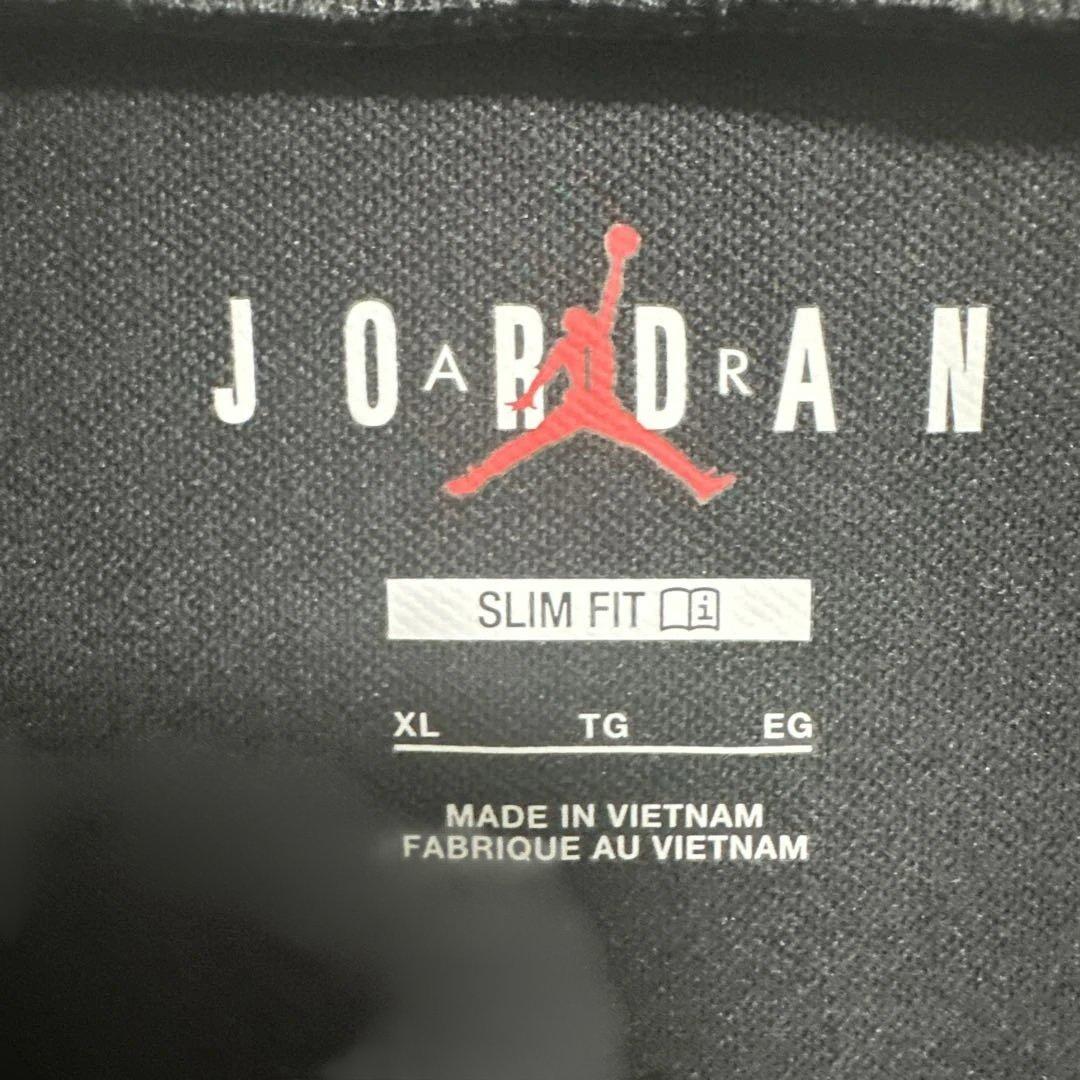 JORDAN
AIR
SLIM FIT
XL TG EG
MADE IN VIETNAM
FABRIQUE AU VIETNAM